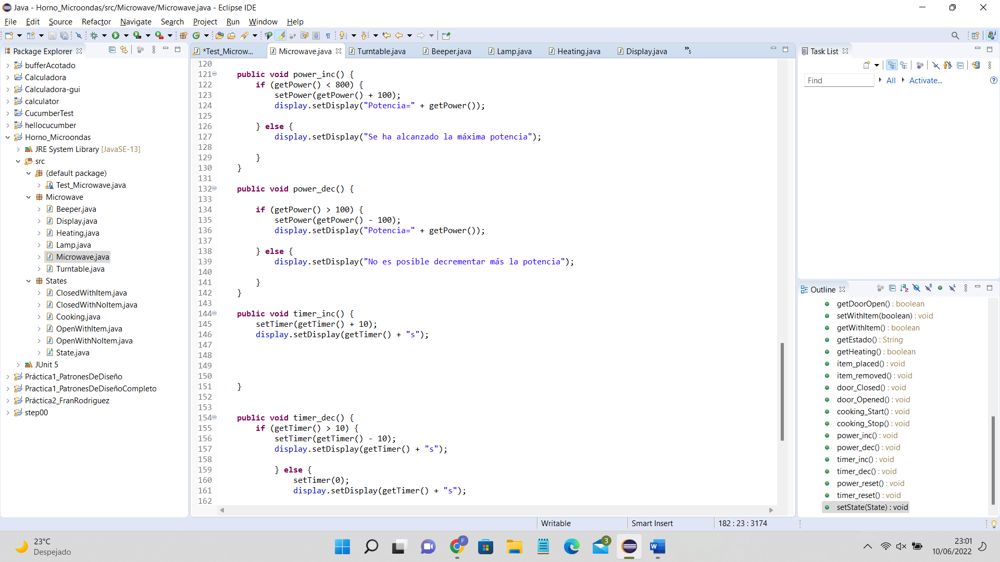 Java - Horno_Microondas/src/Microwave/Microwave.java - Eclipse IDE
File Edit Source Refactor Navigate Search Project Run Window Help
Package Explorer
bufferAcotado
Calculadora
Calculadora-gui
calculator
CucumberTest
hellocucumber
Horno_Microondas
JRE System Library [JavaSE-13]
src
(default package)
Test_Microwave.java
Microwave
Beeper.java
Display.java
Heating.java
Lamp.java
Microwave.java
Turntable.java
States
ClosedWithItem.java
ClosedWithNoItem.java
Cooking.java
OpenWithItem.java
OpenWithNoItem.java
State.java
JUnit 5
Práctica1_PatronesDeDiseño
Practica1_PatronesDeDiseñoCompleto
Práctica2_FranRodriguez
step00
*Test_Microw... Microwave.java Turntable.java Beeper.java Lamp.java Heating.java Display.java »5
120
121 public void power_inc() {
122 if (getPower() < 800) {
123 setPower(getPower() + 100);
124 display.setDisplay("Potencia=" + getPower());
125
126 } else {
127 display.setDisplay("Se ha alcanzado la máxima potencia");
128
129 }
130 }
131
132 public void power_dec() {
133
134 if (getPower() > 100) {
135 setPower(getPower() - 100);
136 display.setDisplay("Potencia=" + getPower());
137
138 } else {
139 display.setDisplay("No es posible decrementar más la potencia");
140
141 }
142 }
143
144 public void timer_inc() {
145 setTimer(getTimer() + 10);
146 display.setDisplay(getTimer() + "s");
147
148
149
150
151 }
152
153
154 public void timer_dec() {
155 if (getTimer() > 10) {
156 setTimer(getTimer() - 10);
157 display.setDisplay(getTimer() + "s");
158
159 } else {
160 setTimer(0);
161 display.setDisplay(getTimer() + "s");
162
Task List
Find All Activate...
Outline
getDoorOpen() : boolean
setWithItem(boolean) : void
getWithItem() : boolean
getEstado() : String
getHeating() : boolean
item_placed() : void
item_removed() : void
door_Closed() : void
door_Opened() : void
cooking_Start() : void
cooking_Stop() : void
power_inc() : void
power_dec() : void
timer_inc() : void
timer_dec() : void
power_reset() : void
timer_reset() : void
setState(State) : void
Writable Smart Insert 182 : 23 : 3174
23°C
Despejado
F
3
W
23:01
10/06/2022